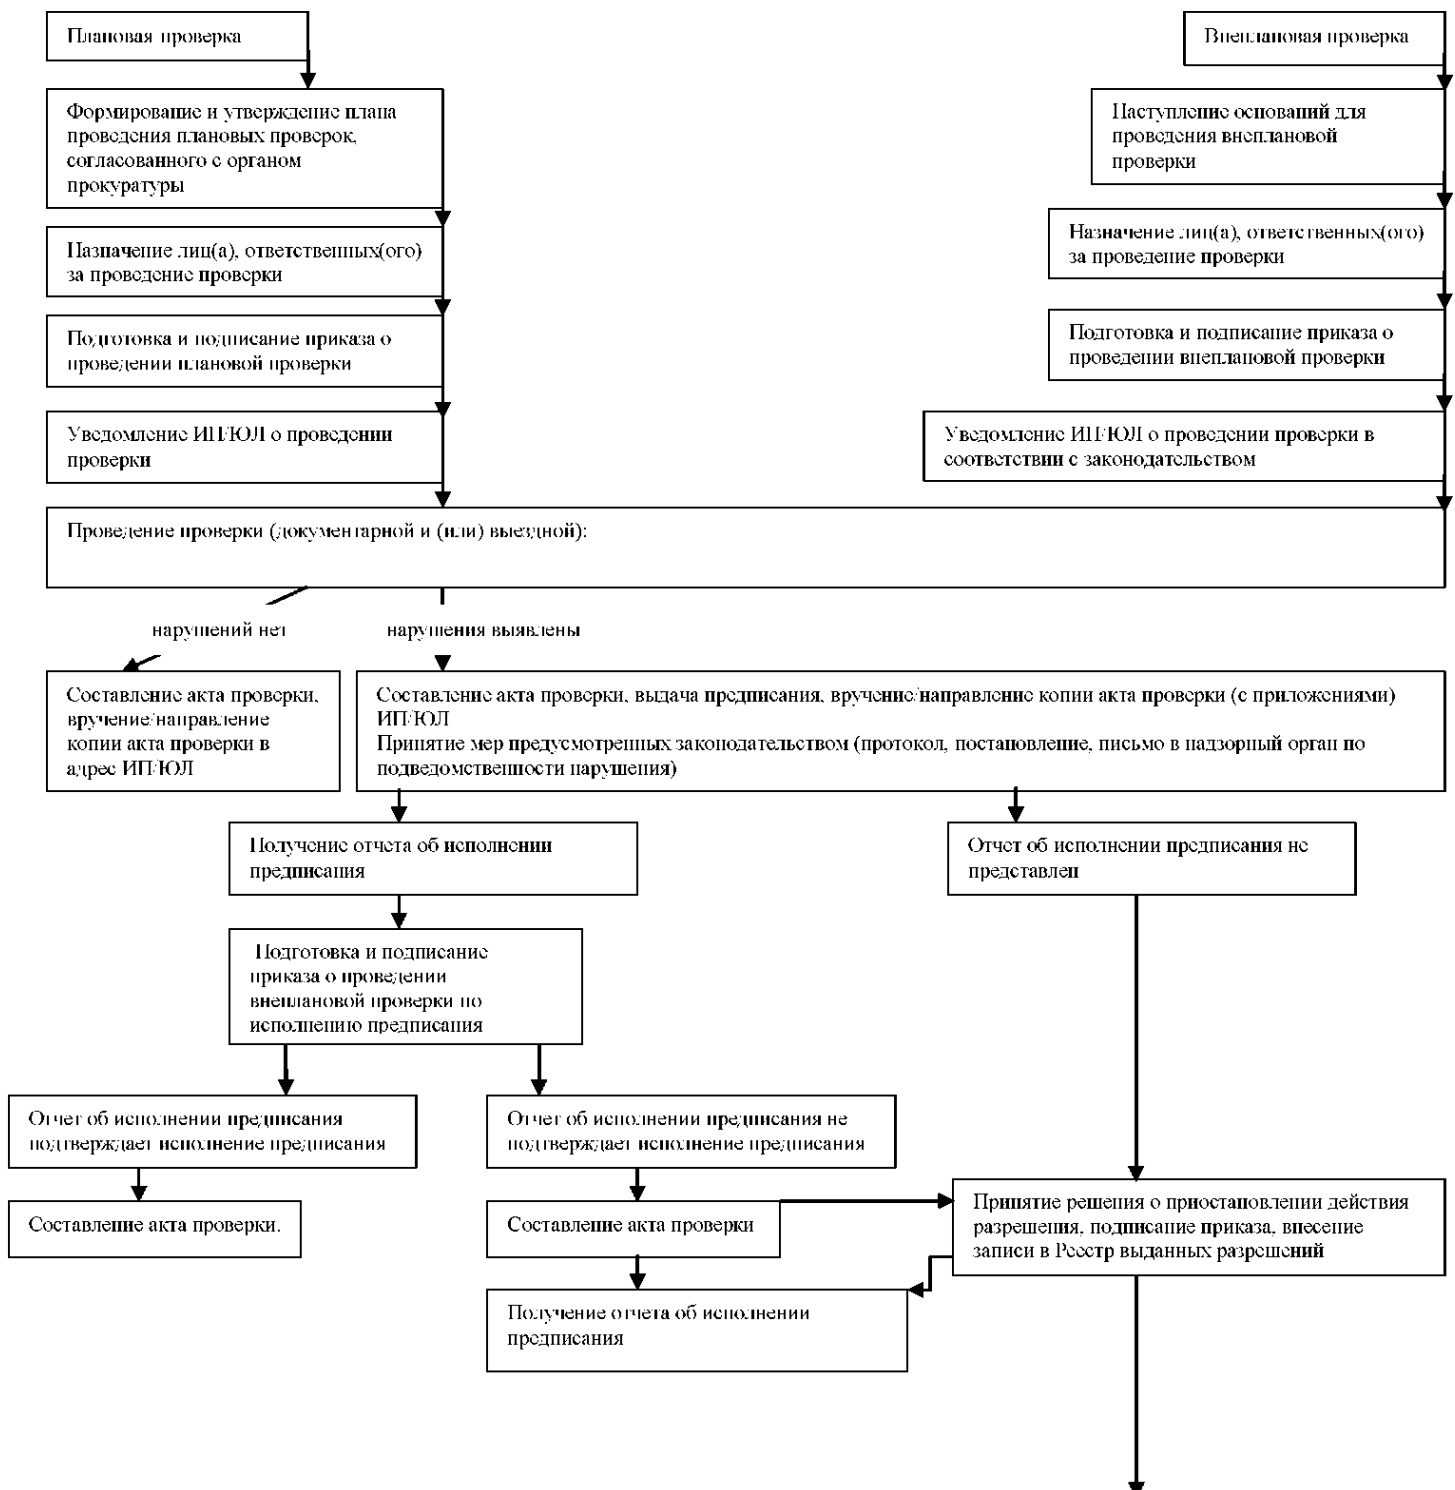 Плановая проверка
Внеплановая проверка
Формирование и утверждение плана
проведения плановых проверок,
согласованного с органом
прокуратуры
Наступление оснований для
проведения внеплановой
проверки
Назначение лиц(а), ответственных(ого)
за проведение проверки
Назначение лиц(а), ответственных(ого)
за проведение проверки
Подготовка и подписание приказа о
проведении плановой проверки
Подготовка и подписание приказа о
проведении внеплановой проверки
Уведомление ИП/ЮЛ о проведении
проверки
Уведомление ИП/ЮЛ о проведении проверки в
соответствии с законодательством
Проведение проверки (документарной и (или) выездной):
нарушений нет
нарушения выявлены
Составление акта проверки,
вручение/направление
копии акта проверки в
адрес ИП/ЮЛ
Составление акта проверки, выдача предписания, вручение/направление копии акта проверки (с приложениями)
ИП/ЮЛ
Принятие мер предусмотренных законодательством (протокол, постановление, письмо в надзорный орган по
подведомственности нарушения)
Получение отчета об исполнении
предписания
Отчет об исполнении предписания не
представлен
Подготовка и подписание
приказа о проведении
внеплановой проверки по
исполнению предписания
Отчет об исполнении предписания
подтверждает исполнение предписания
Отчет об исполнении предписания не
подтверждает исполнение предписания
Составление акта проверки.
Составление акта проверки
Принятие решения о приостановлении действия
разрешения, подписание приказа, внесение
записи в Реестр выданных разрешений
Получение отчета об исполнении
предписания